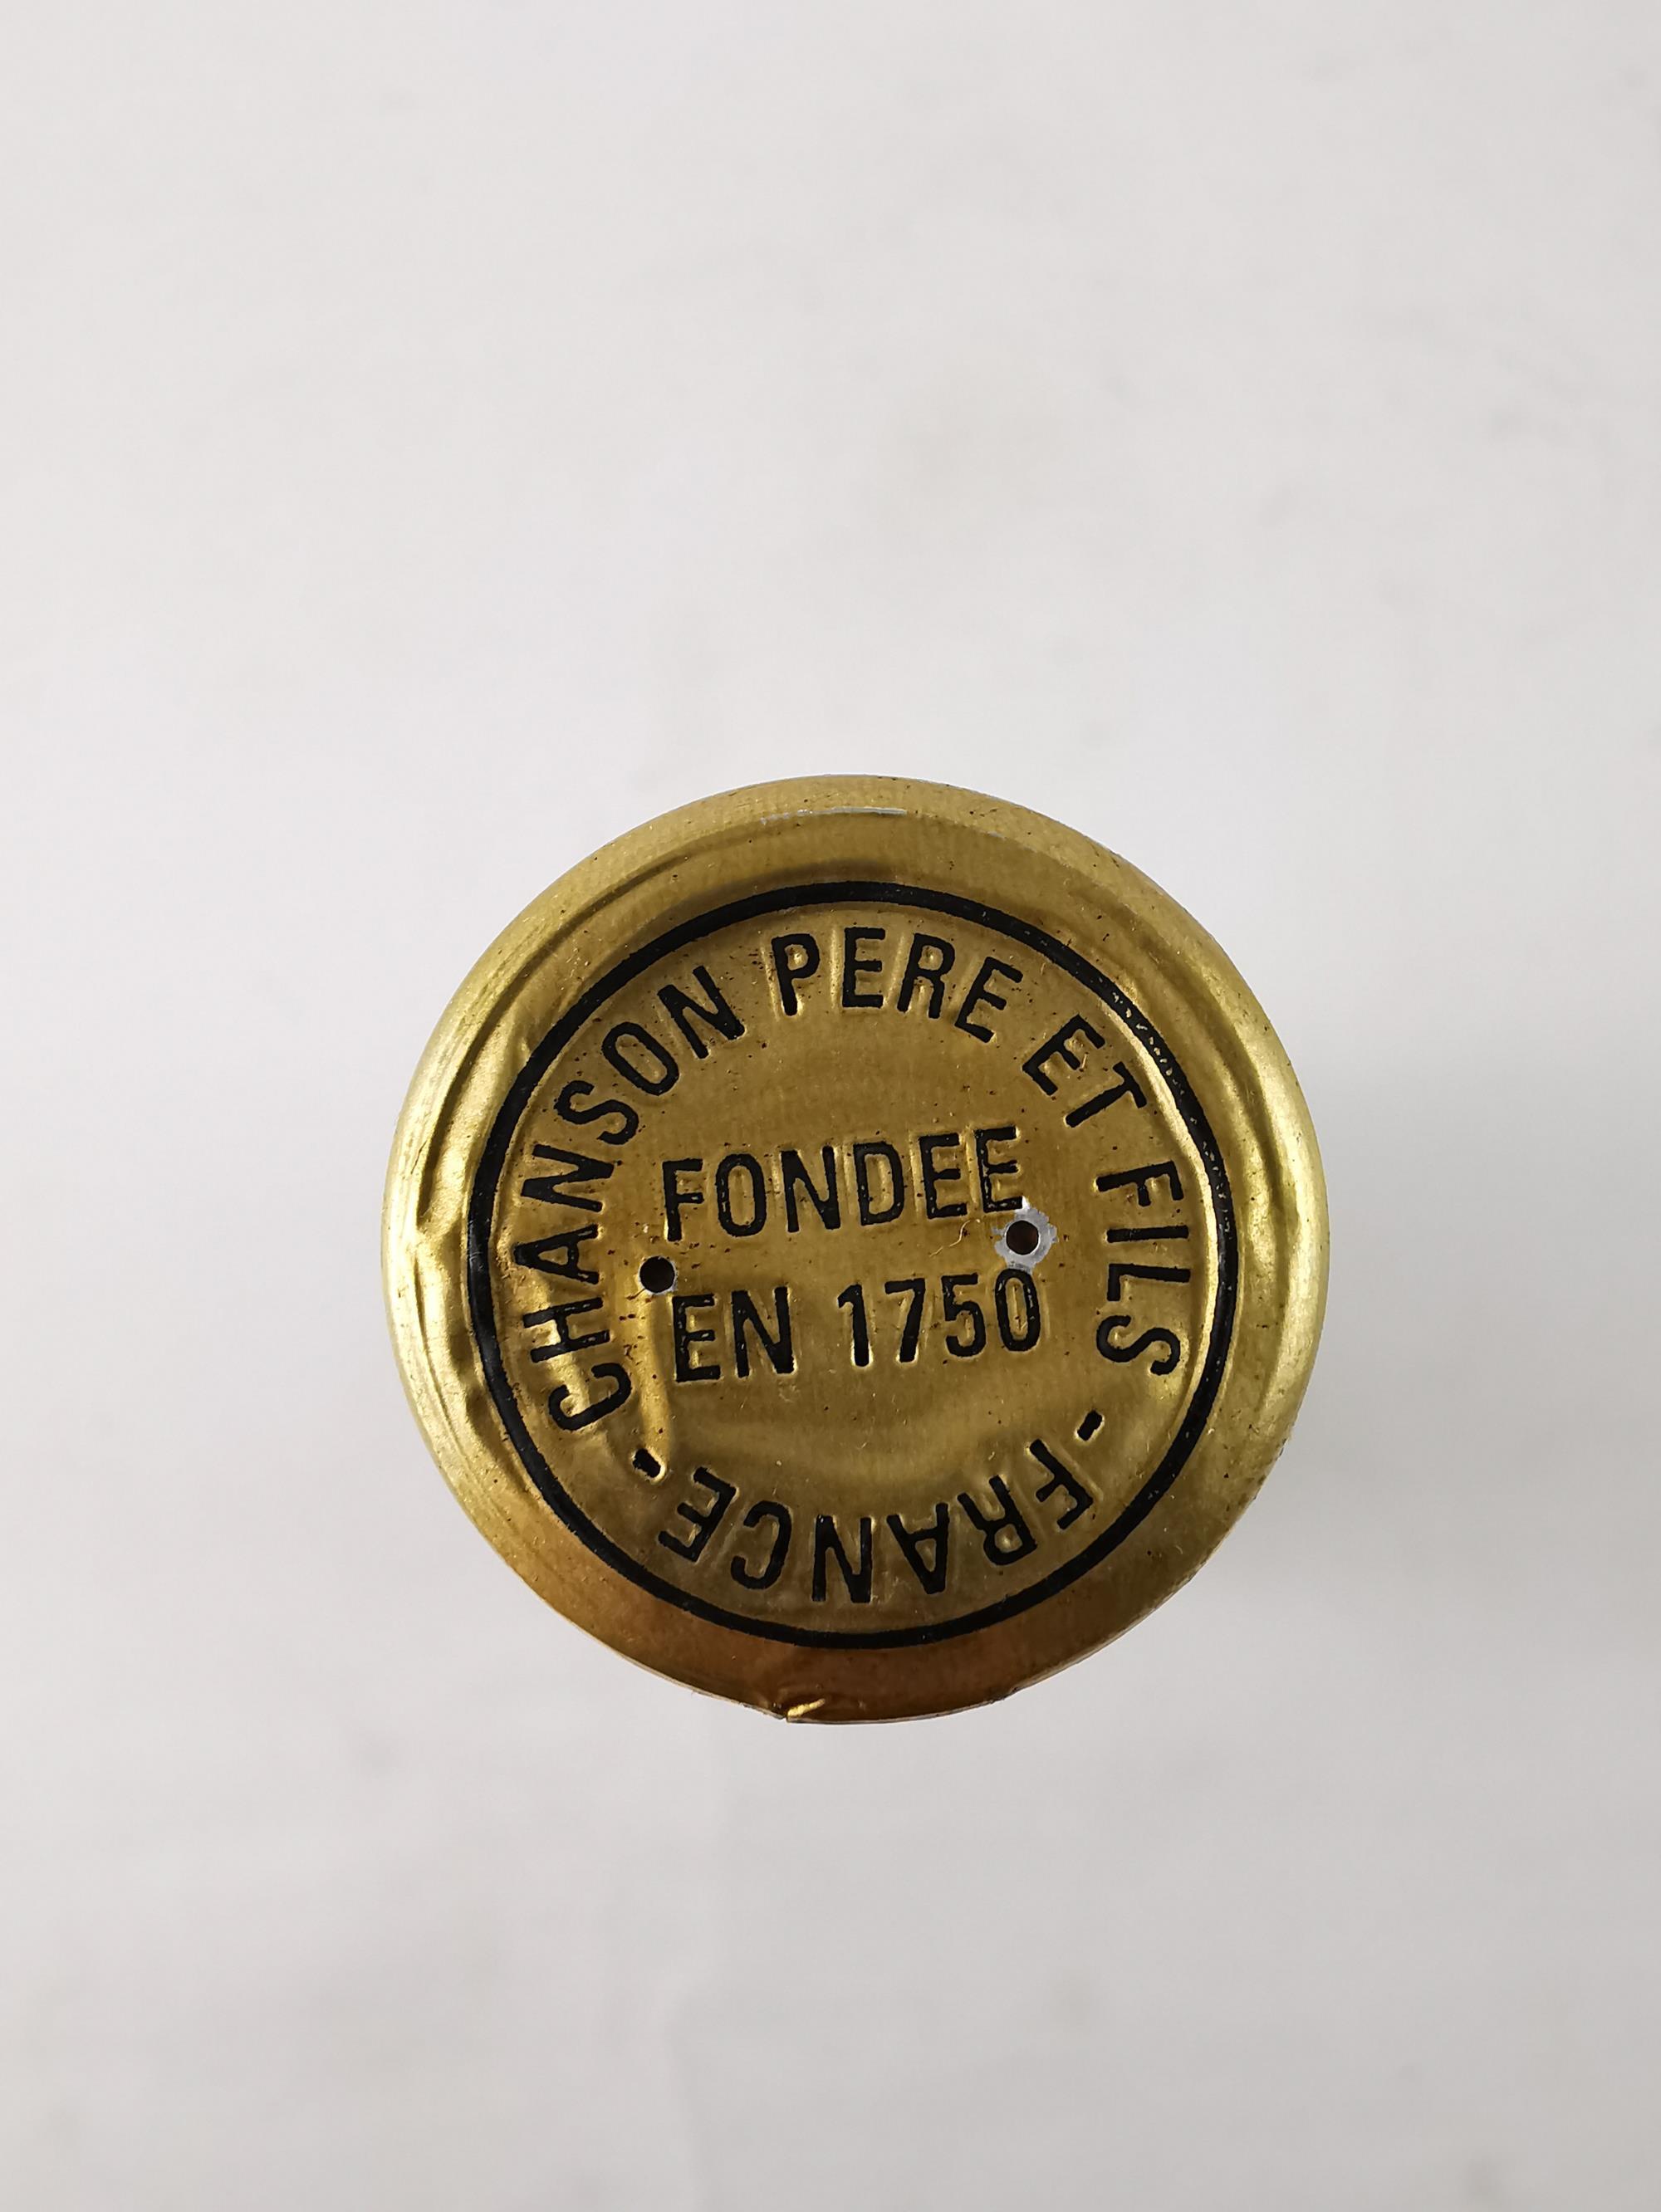 CHANSON PERE ET FILS
FONDEE
EN 1750
- FRANCE -